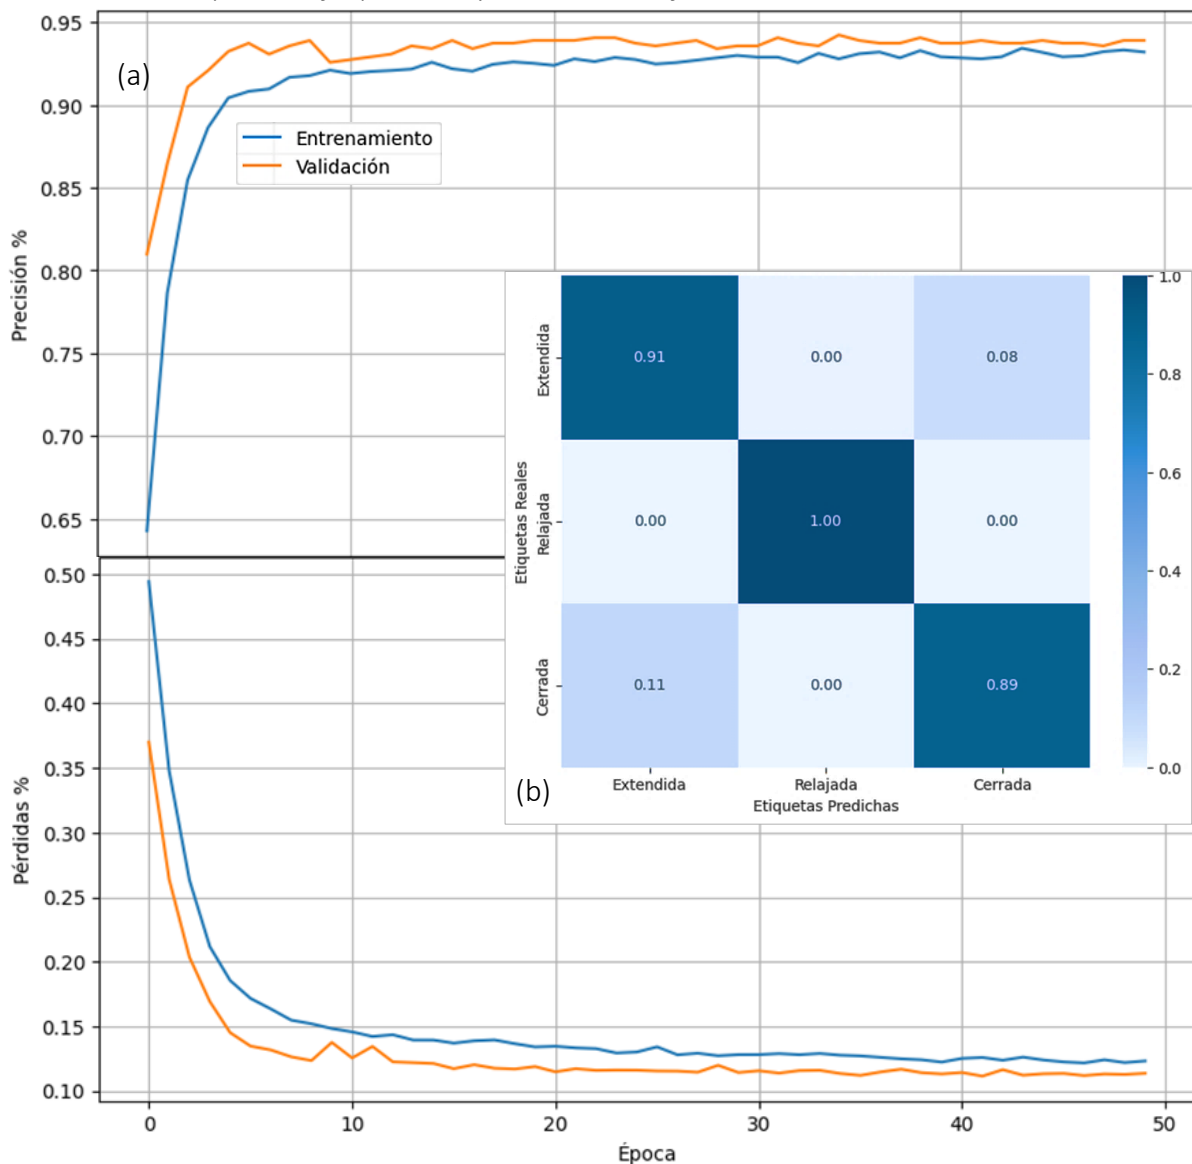 0.95
(a)
0.90
Entrenamiento
Validación
0.85
0.80
0.75
0.70
0.65
Precisión %
0.50
0.45
0.40
0.35
0.30
0.25
0.20
0.15
0.10
Pérdidas %
0 10 20 30 40 50
Época
Etiquetas Reales
Extendida
0.91 0.00 0.08
Relajada
0.00 1.00 0.00
Cerrada
0.11 0.00 0.89
1.0
0.8
0.6
0.4
0.2
0.0
(b)
Extendida Relajada Cerrada
Etiquetas Predichas